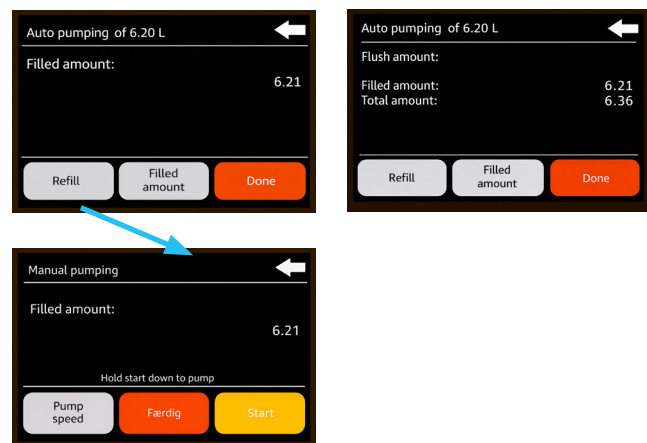 Auto pumping of 6.20 L
Filled amount:
6.21
Refill
Filled
amount
Done
Auto pumping of 6.20 L
Flush amount:
Filled amount: 6.21
Total amount: 6.36
Refill
Filled
amount
Done
Manual pumping
Filled amount:
6.21
Hold start down to pump
Pump
speed
Færdig
Start